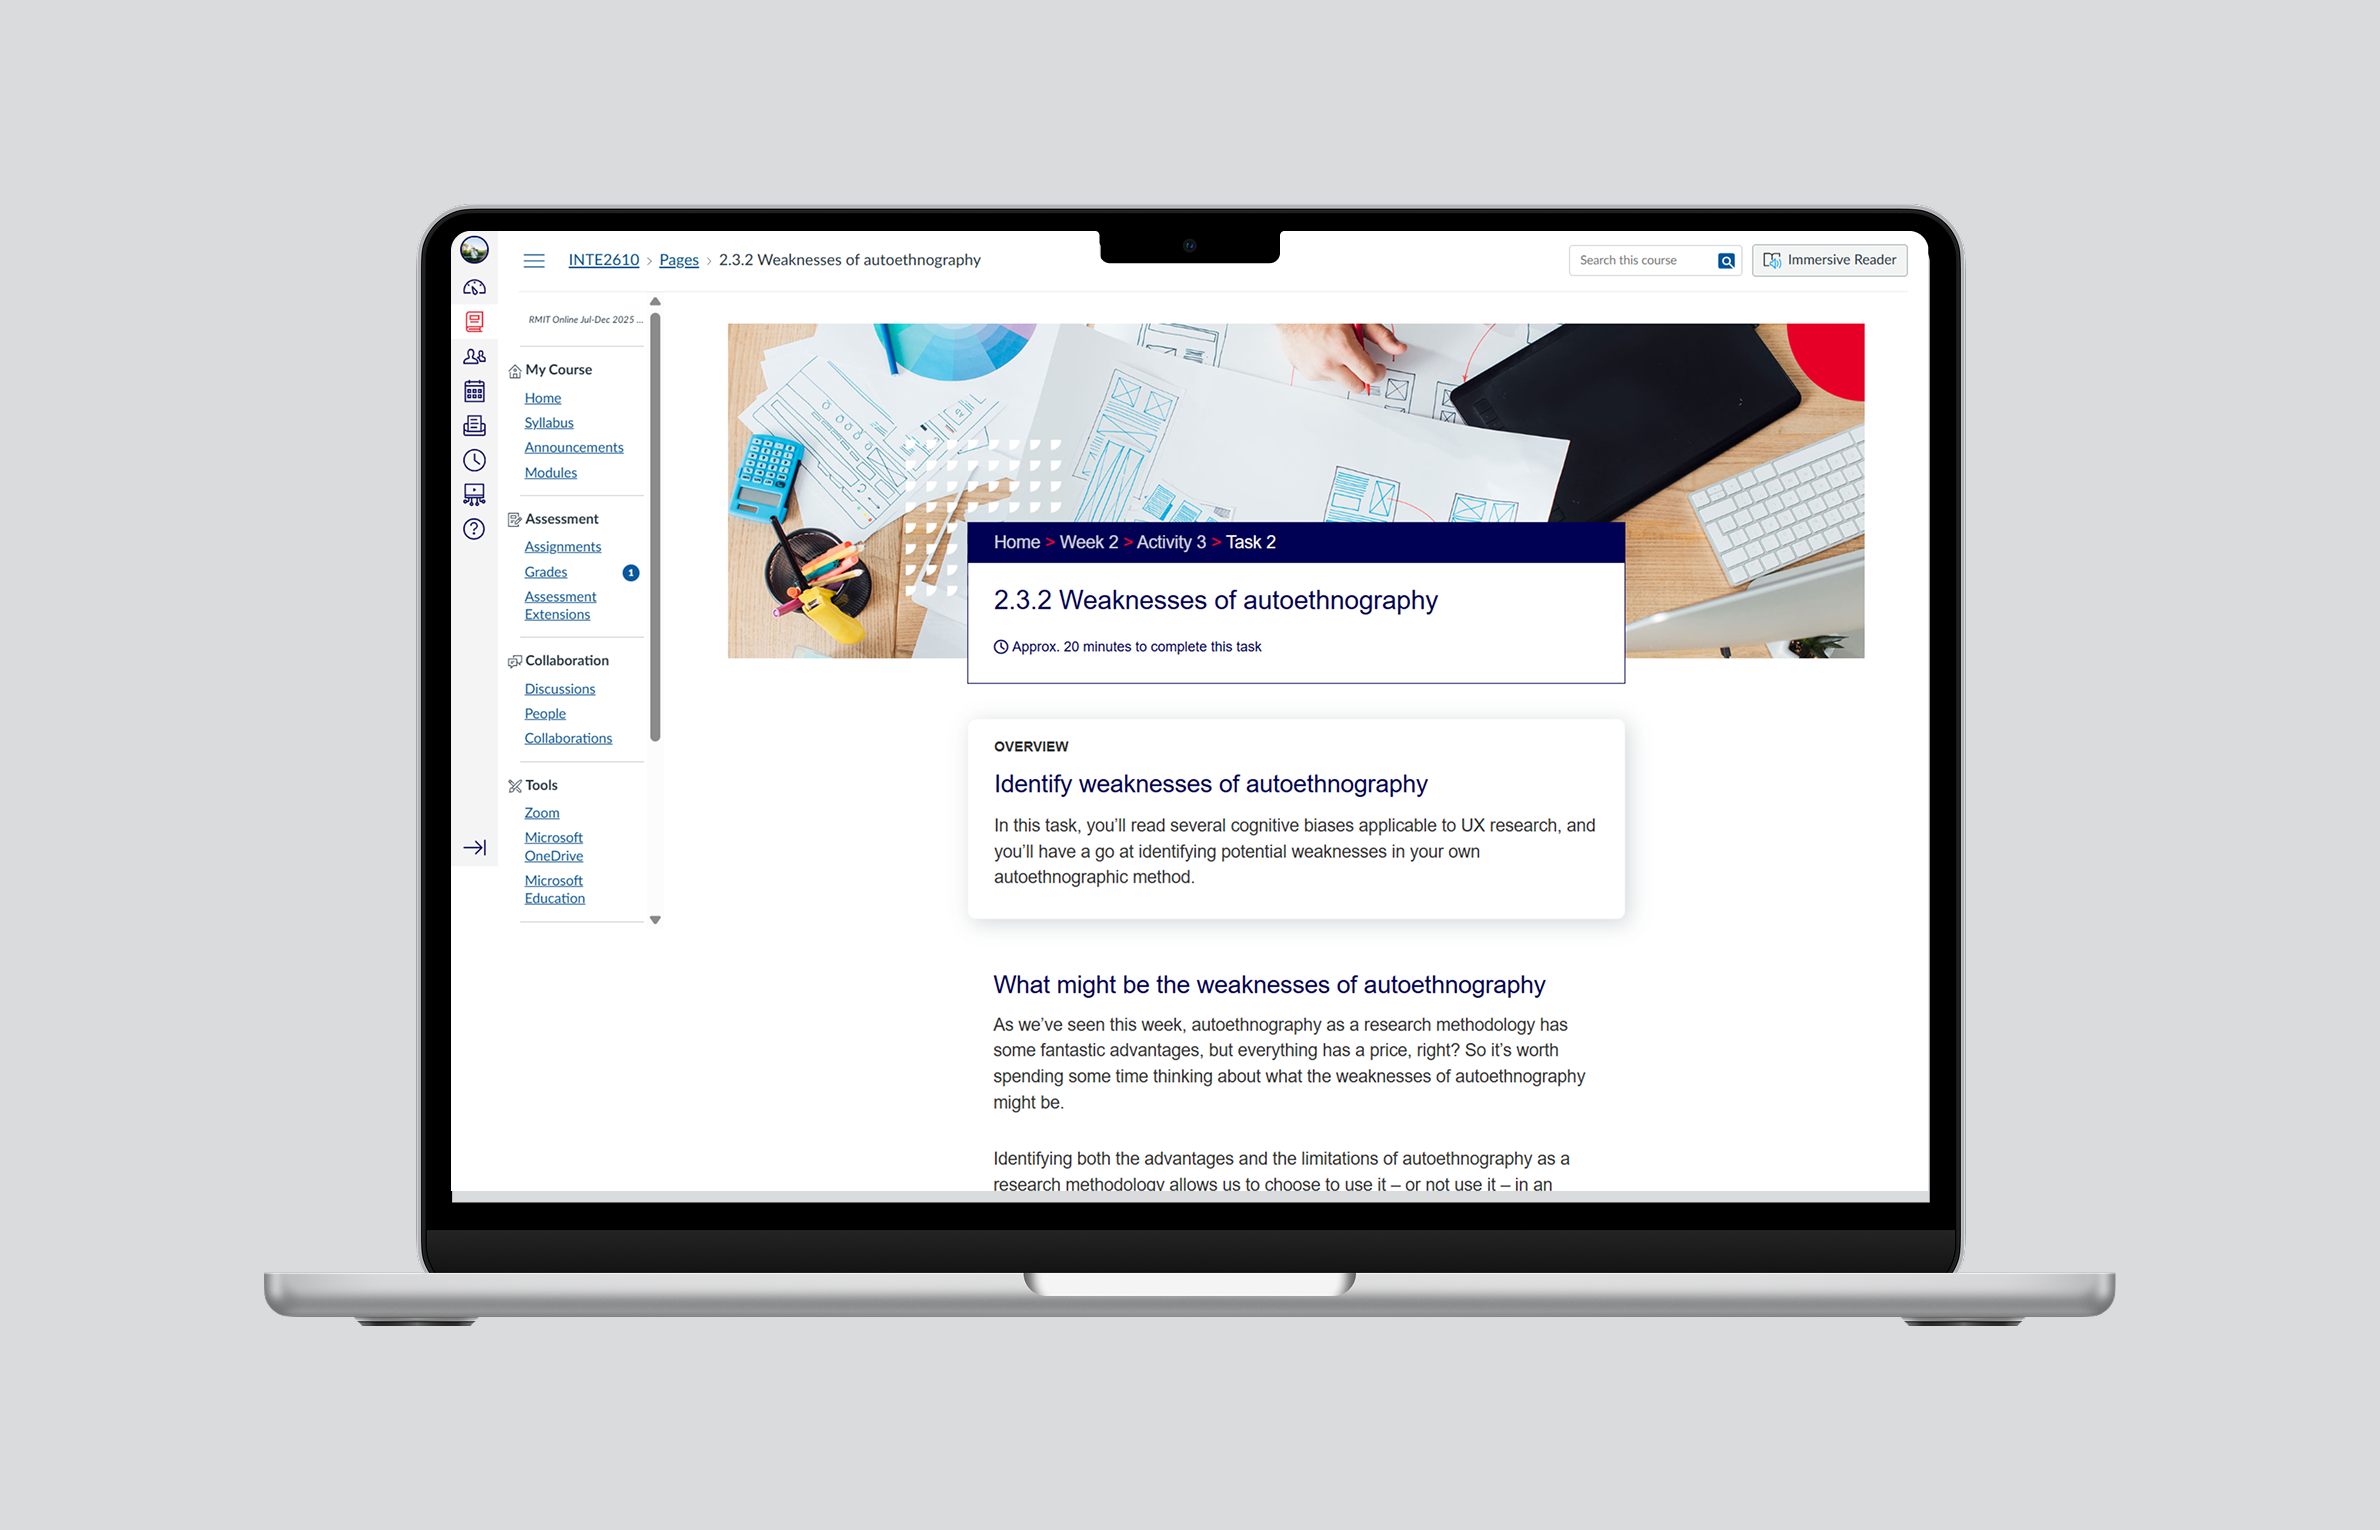 INTE2610 > Pages > 2.3.2 Weaknesses of autoethnography
Search this course
Immersive Reader
RMIT Online Jul-Dec 2025 ...
My Course
Home
Syllabus
Announcements
Modules
Assessment
Assignments
Grades 1
Assessment
Extensions
Collaboration
Discussions
People
Collaborations
Tools
Zoom
Microsoft
OneDrive
Microsoft
Education
Home > Week 2 > Activity 3 > Task 2
2.3.2 Weaknesses of autoethnography
Approx. 20 minutes to complete this task
OVERVIEW
Identify weaknesses of autoethnography
In this task, you’ll read several cognitive biases applicable to UX research, and
you’ll have a go at identifying potential weaknesses in your own
autoethnographic method.
What might be the weaknesses of autoethnography
As we’ve seen this week, autoethnography as a research methodology has
some fantastic advantages, but everything has a price, right? So it’s worth
spending some time thinking about what the weaknesses of autoethnography
might be.
Identifying both the advantages and the limitations of autoethnography as a
research methodology allows us to choose to use it – or not use it – in an